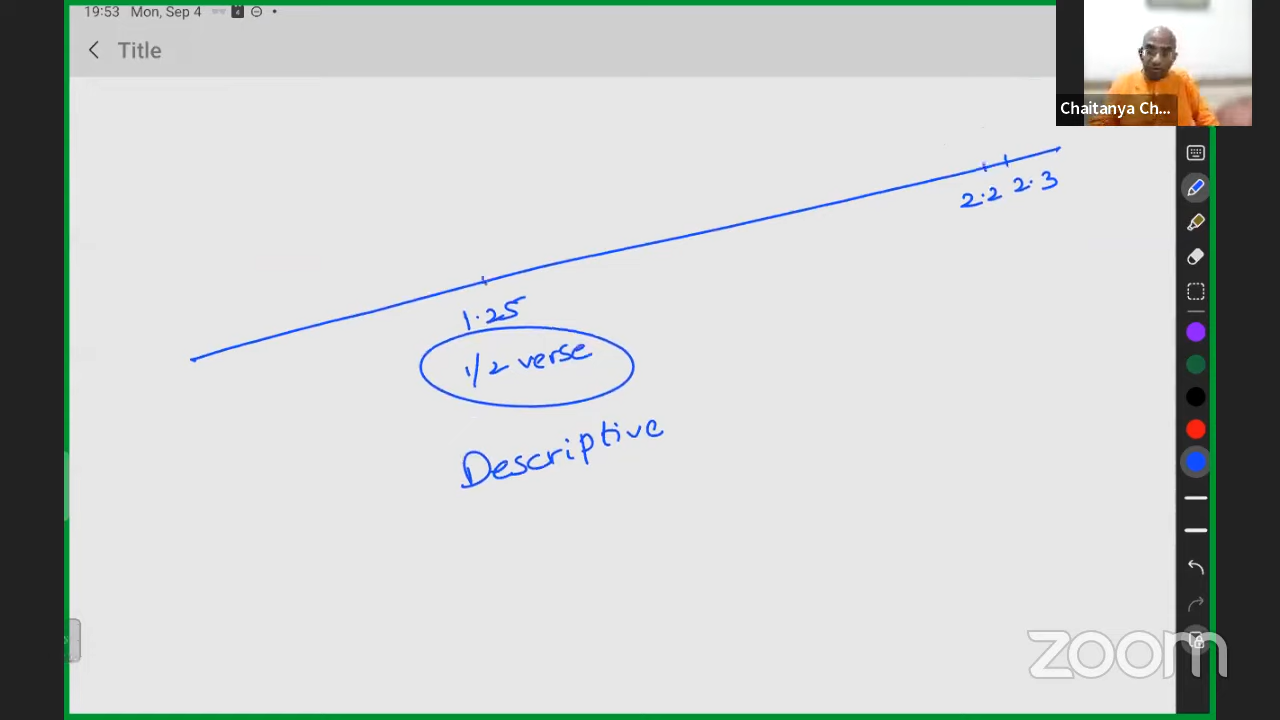 19:53 Mon, Sep 4
Title
Chaitanya Ch...
2.2 2.3
1.25
1/2 verse
Descriptive
zoom